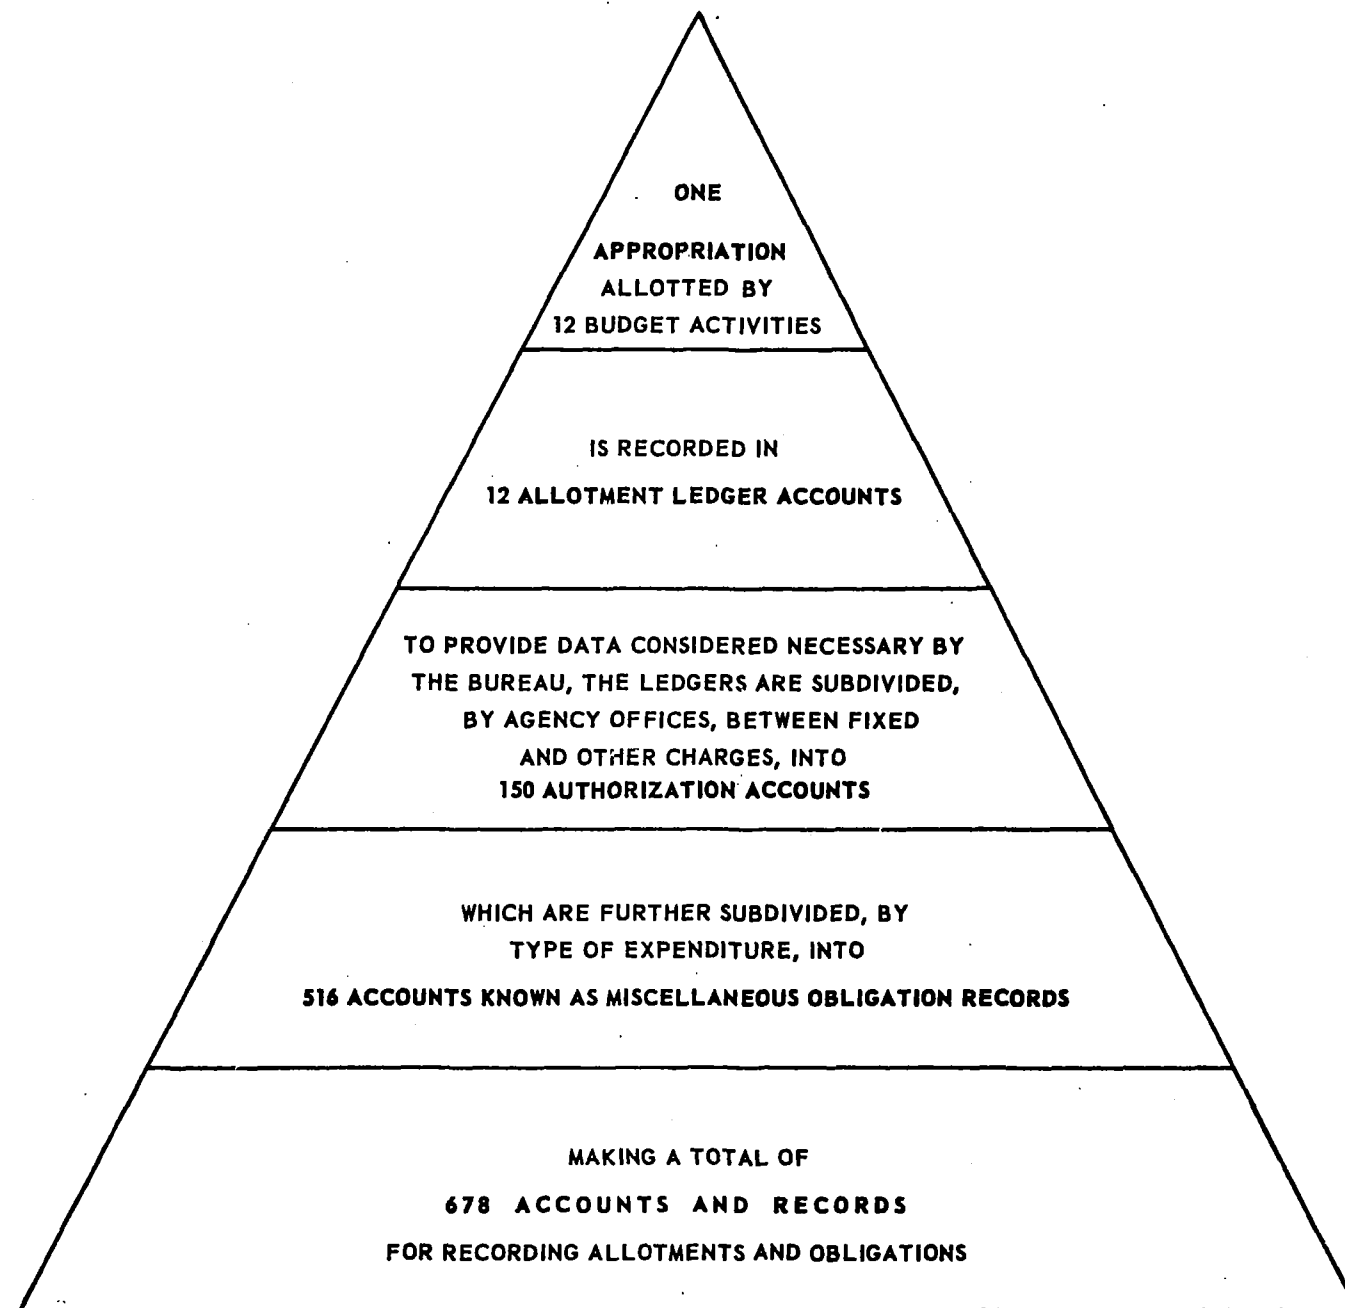 ONE
APPROPRIATION
ALLOTTED BY
12 BUDGET ACTIVITIES
IS RECORDED IN
12 ALLOTMENT LEDGER ACCOUNTS
TO PROVIDE DATA CONSIDERED NECESSARY BY
THE BUREAU, THE LEDGERS ARE SUBDIVIDED,
BY AGENCY OFFICES, BETWEEN FIXED
AND OTHER CHARGES, INTO
150 AUTHORIZATION ACCOUNTS
WHICH ARE FURTHER SUBDIVIDED, BY
TYPE OF EXPENDITURE, INTO
516 ACCOUNTS KNOWN AS MISCELLANEOUS OBLIGATION RECORDS
MAKING A TOTAL OF
678 ACCOUNTS AND RECORDS
FOR RECORDING ALLOTMENTS AND OBLIGATIONS